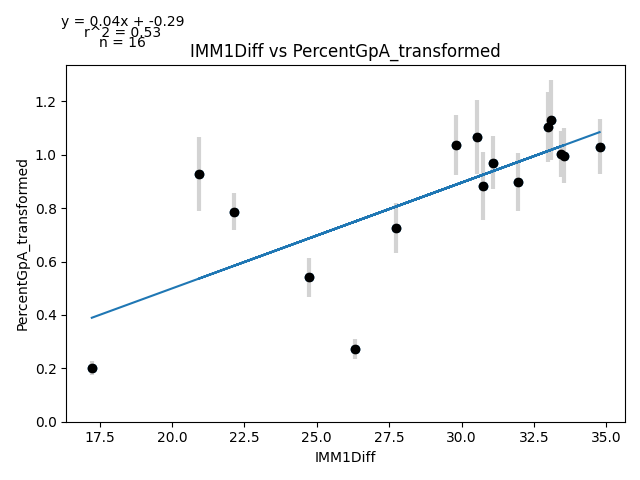 y = 0.04x + -0.29
r^2 = 0.53
n = 16
IMM1Diff vs PercentGpA_transformed
PercentGpA_transformed
1.2
1.0
0.8
0.6
0.4
0.2
0.0
17.5 20.0 22.5 25.0 27.5 30.0 32.5 35.0
IMM1Diff